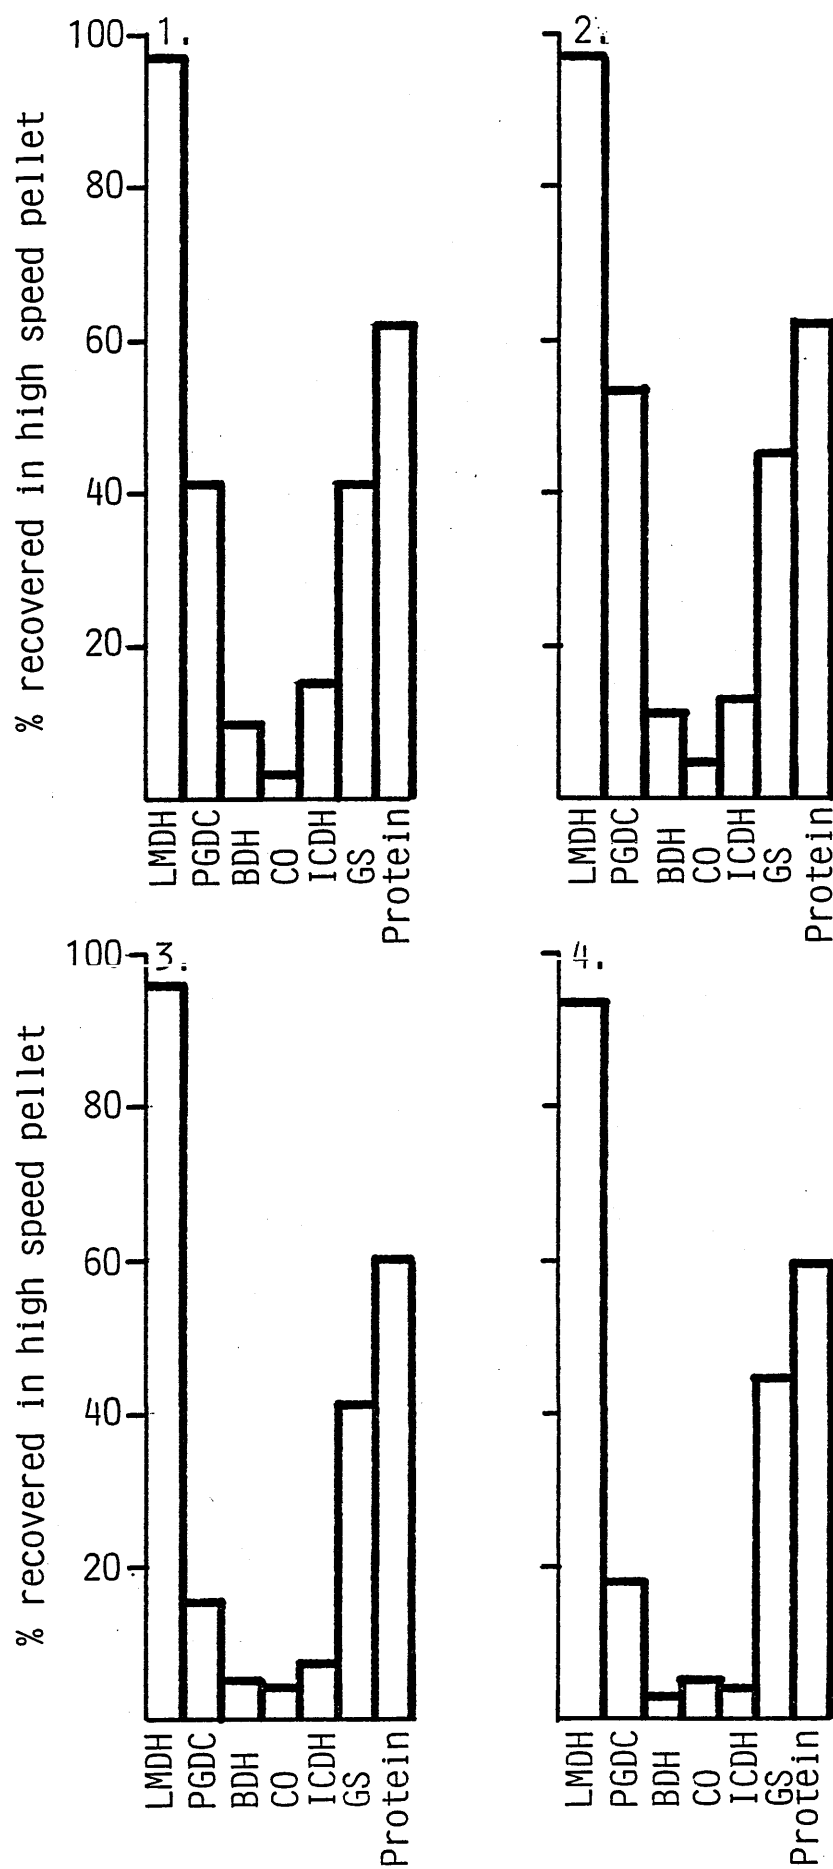 100
1.
80
60
40
20
% recovered in high speed pellet
LMDH
PGDC
BDH
CO
ICDH
GS
Protein
2.
LMDH
PGDC
BDH
CO
ICDH
GS
Protein
100
3.
80
60
40
20
% recovered in high speed pellet
LMDH
PGDC
BDH
CO
ICDH
GS
Protein
4.
LMDH
PGDC
BDH
CO
ICDH
GS
Protein